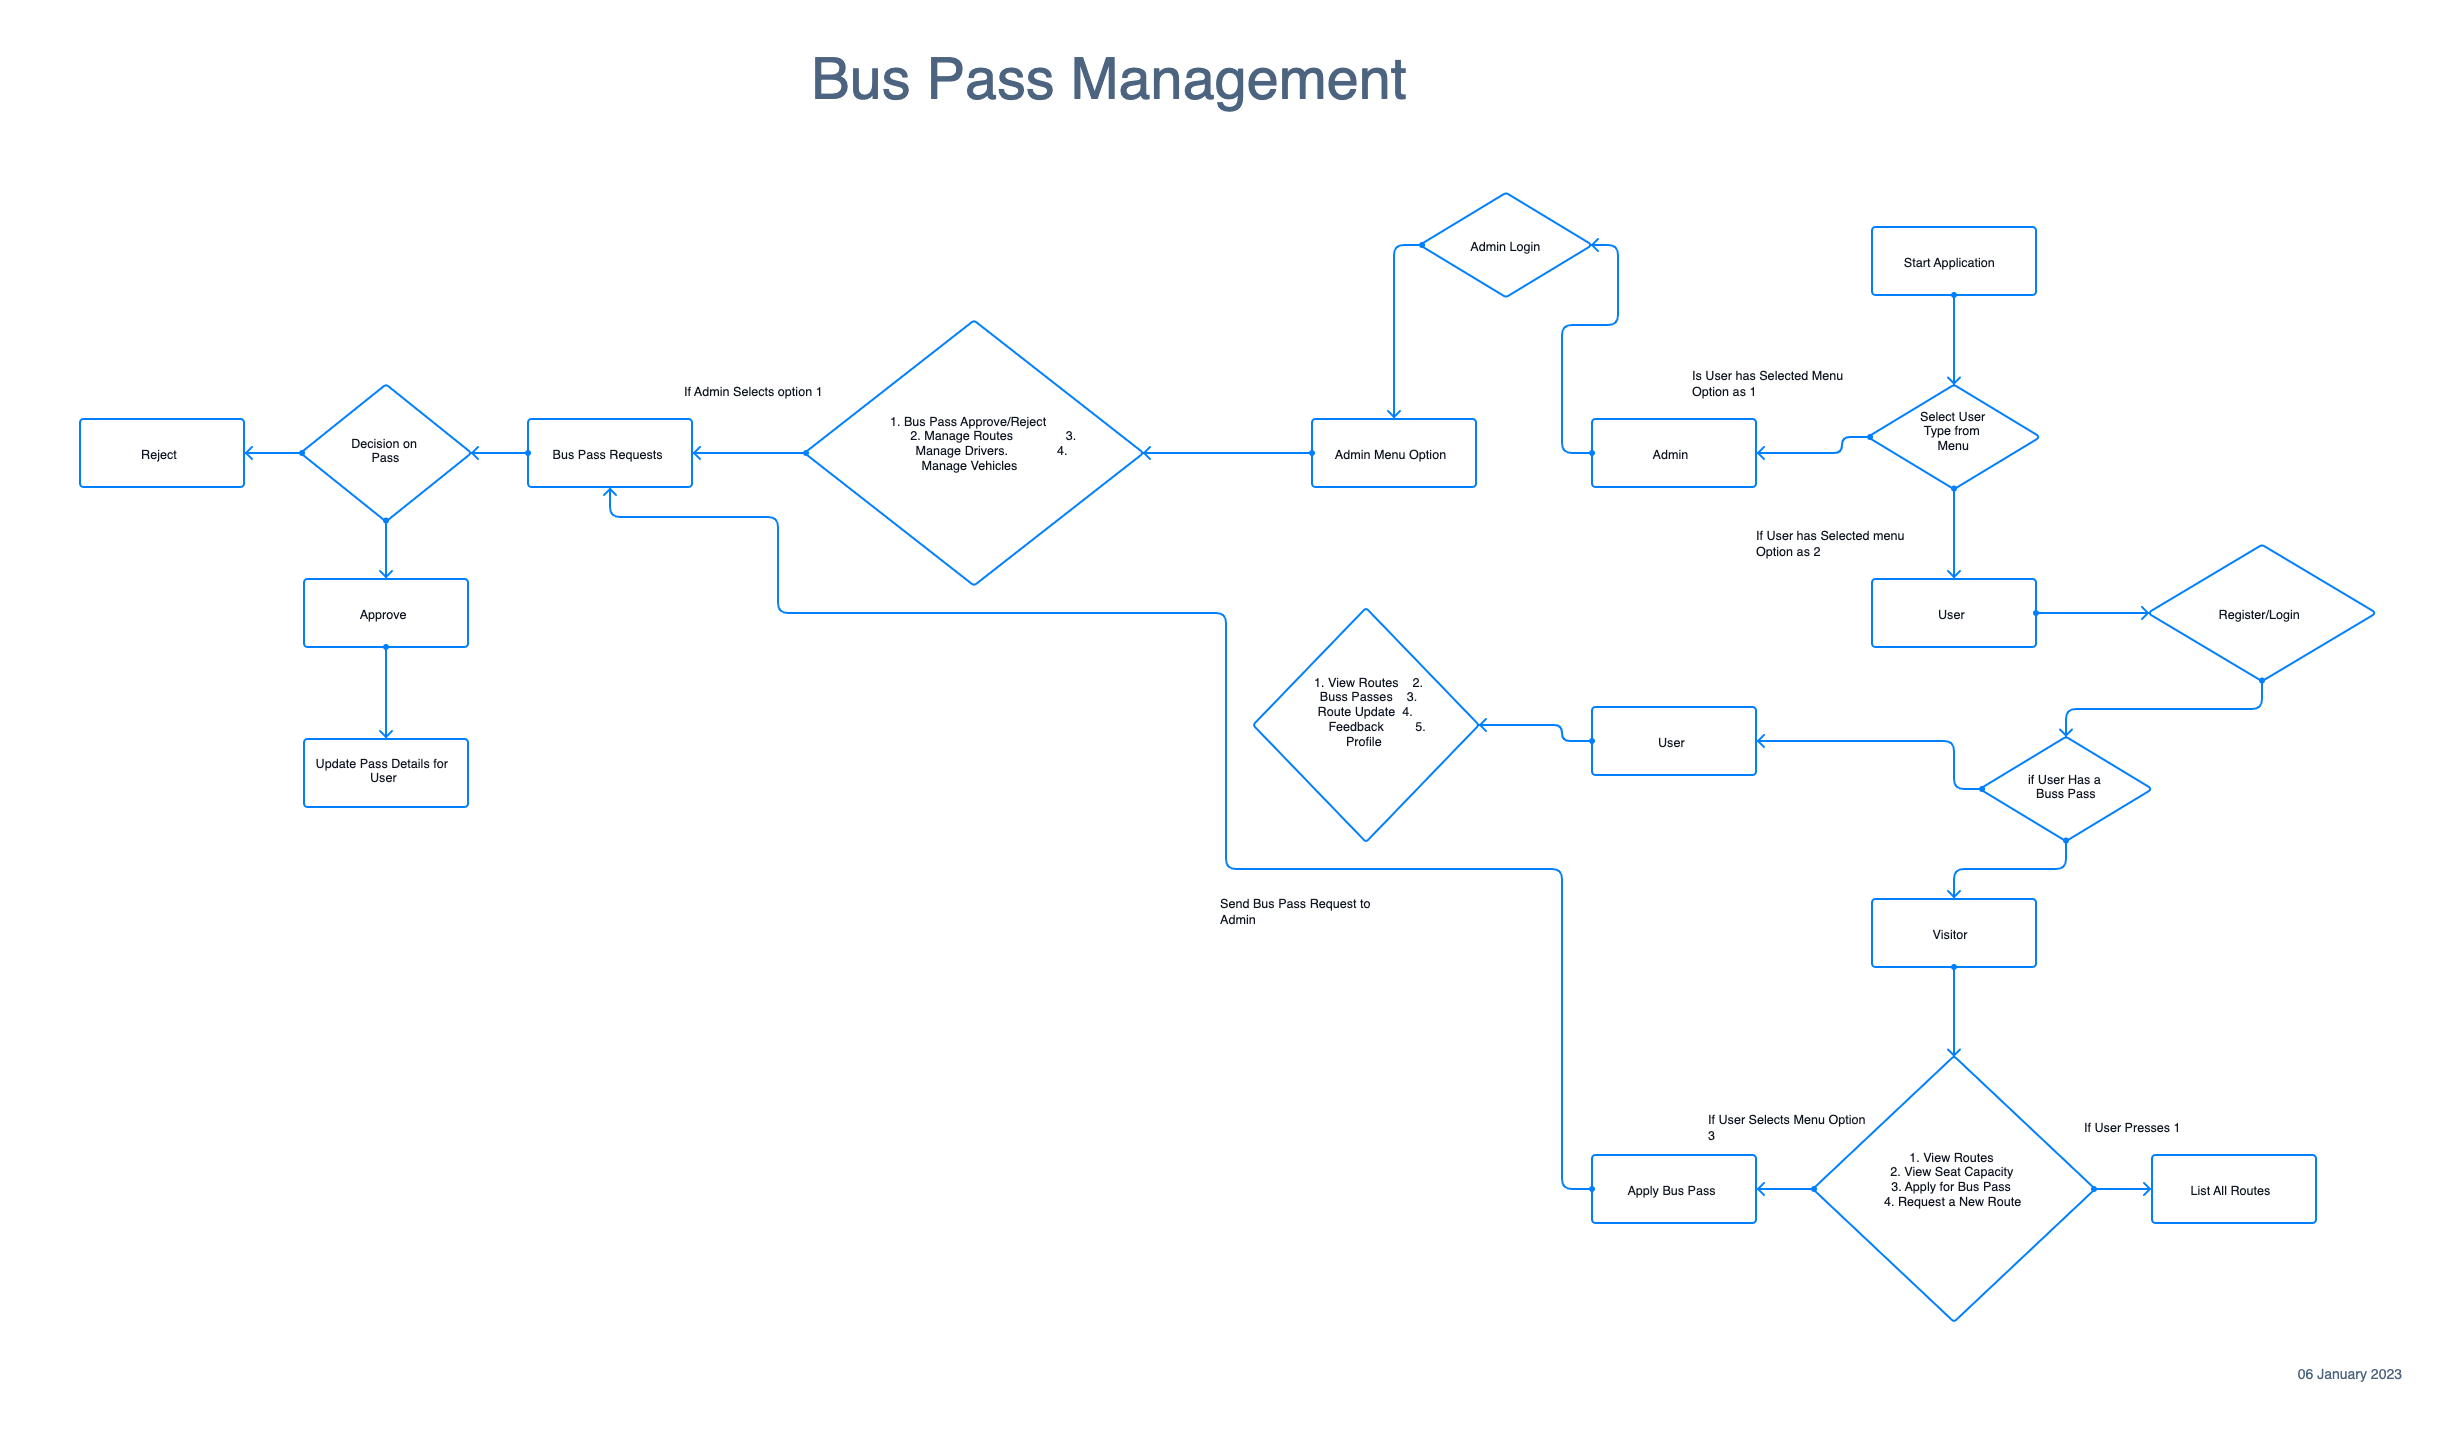 Bus Pass Management
Admin Login
Start Application
Is User has Selected Menu
Option as 1
If Admin Selects option 1
Select User
Type from
Menu
1. Bus Pass Approve/Reject
2. Manage Routes 3.
Manage Drivers. 4.
Manage Vehicles
Decision on
Pass
Reject
Bus Pass Requests
Admin Menu Option
Admin
If User has Selected menu
Option as 2
Approve
User
Register/Login
1. View Routes 2.
Buss Passes 3.
Route Update 4.
Feedback 5.
Profile
User
Update Pass Details for
User
if User Has a
Buss Pass
Send Bus Pass Request to
Admin
Visitor
If User Selects Menu Option
3
If User Presses 1
1. View Routes
2. View Seat Capacity
3. Apply for Bus Pass
4. Request a New Route
Apply Bus Pass
List All Routes
06 January 2023